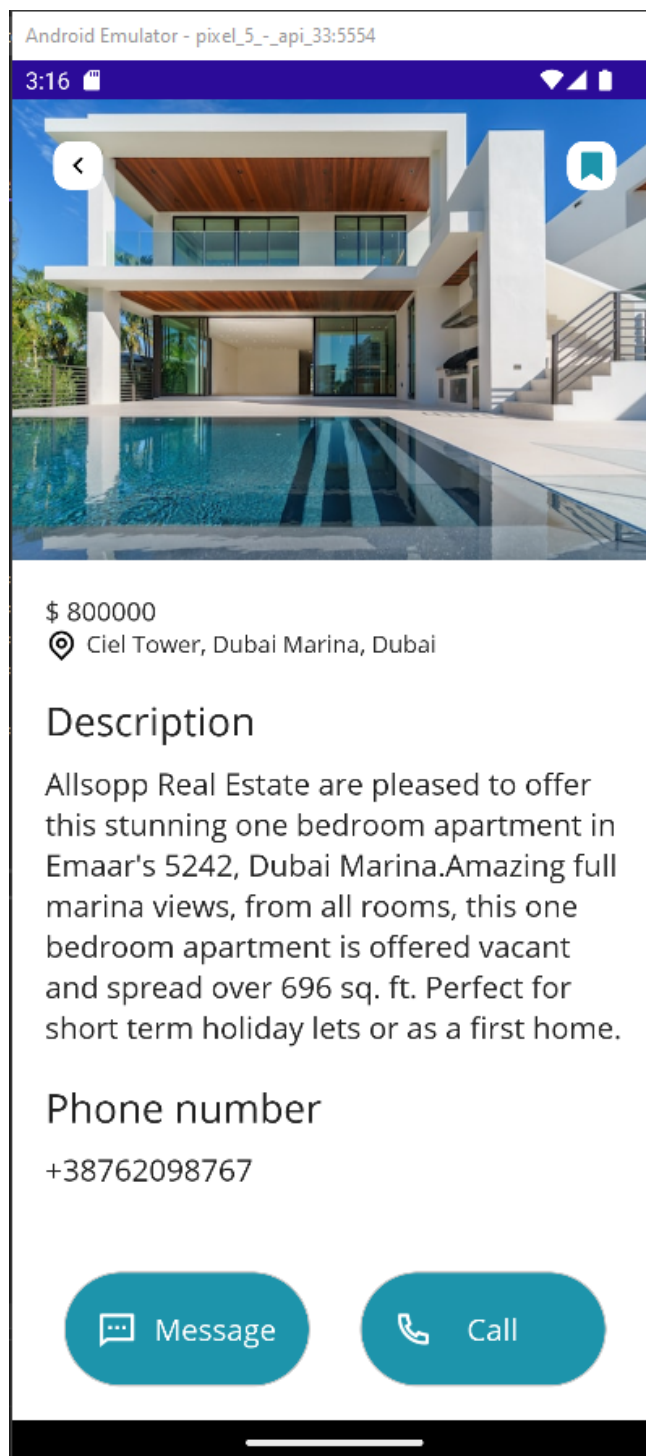 Android Emulator - pixel_5_-_api_33:5554
3:16
$ 800000
Ciel Tower, Dubai Marina, Dubai
Description
Allsopp Real Estate are pleased to offer
this stunning one bedroom apartment in
Emaar's 5242, Dubai Marina.Amazing full
marina views, from all rooms, this one
bedroom apartment is offered vacant
and spread over 696 sq. ft. Perfect for
short term holiday lets or as a first home.
Phone number
+38762098767
Message
Call